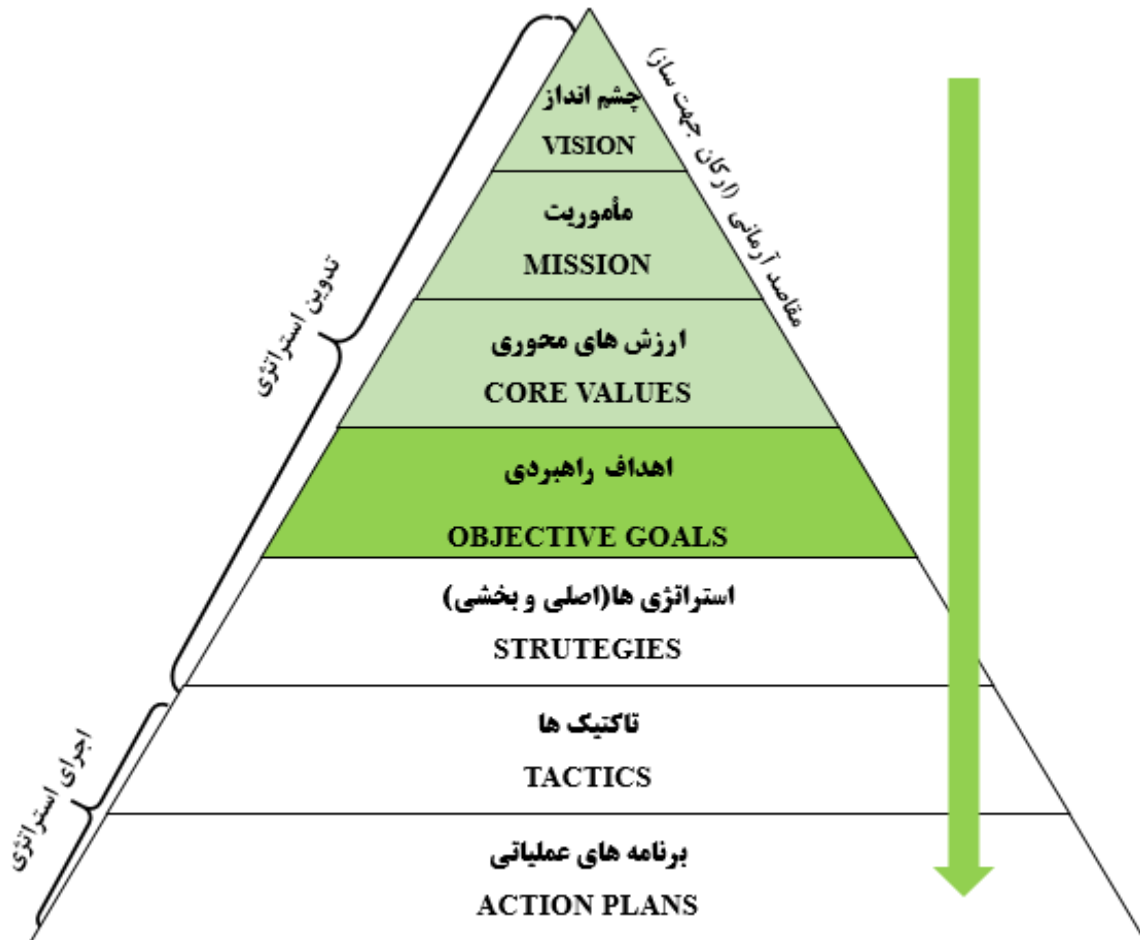 چشم انداز
VISION
مأموریت
MISSION
ارزش های محوری
CORE VALUES
اهداف راهبردی
OBJECTIVE GOALS
استراتژی ها(اصلی و بخشی)
STRUTEGIES
تاکتیک ها
TACTICS
برنامه های عملیاتی
ACTION PLANS
مقاصد آرمانی (ارکان جهت ساز)
تدوین استراتژی
اجرای استراتژی